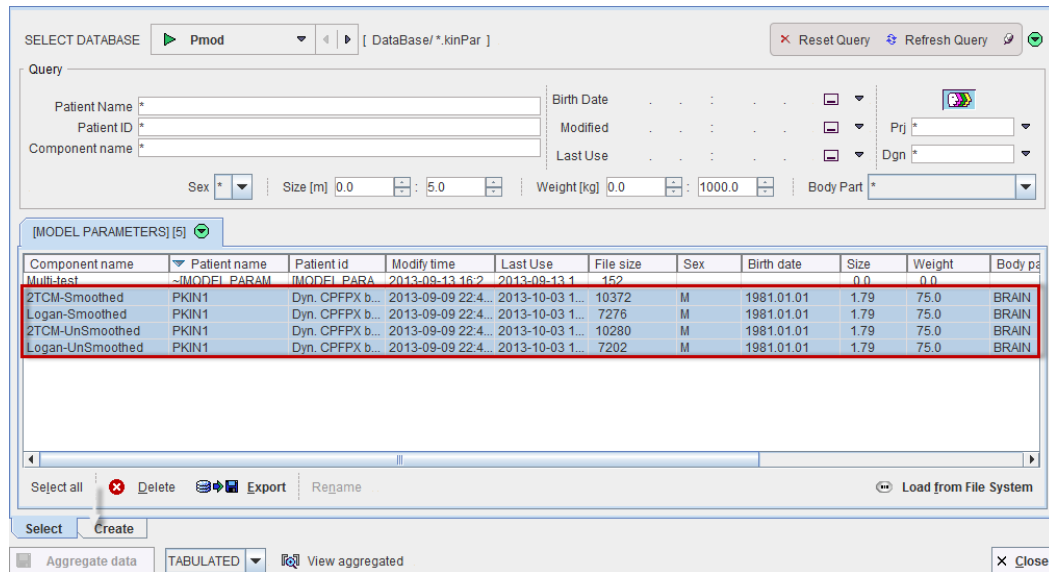 SELECT DATABASE Pmod [ DataBase/ *.kinPar ] Reset Query Refresh Query
Query
Patient Name * Birth Date . . : . .
Patient ID * Modified . . : . . Prj *
Component name * Last Use . . : . . Dgn *
Sex * Size [m] 0.0 : 5.0 Weight [kg] 0.0 : 1000.0 Body Part *
[MODEL PARAMETERS] [5]
Component name Patient name Patient id Modify time Last Use File size Sex Birth date Size Weight Body pa
Multi-test ~[MODEL PARAM... [MODEL PARA... 2013-09-13 16:2... 2013-09-13 1... 152 0.0 0.0
2TCM-Smoothed PKIN1 Dyn. CPFPX b... 2013-09-09 22:4... 2013-10-03 1... 10372 M 1981.01.01 1.79 75.0 BRAIN
Logan-Smoothed PKIN1 Dyn. CPFPX b... 2013-09-09 22:4... 2013-10-03 1... 7276 M 1981.01.01 1.79 75.0 BRAIN
2TCM-UnSmoothed PKIN1 Dyn. CPFPX b... 2013-09-09 22:4... 2013-10-03 1... 10280 M 1981.01.01 1.79 75.0 BRAIN
Logan-UnSmoothed PKIN1 Dyn. CPFPX b... 2013-09-09 22:4... 2013-10-03 1... 7202 M 1981.01.01 1.79 75.0 BRAIN
Select all Delete Export Rename Load from File System
Select Create
Aggregate data TABULATED View aggregated Close